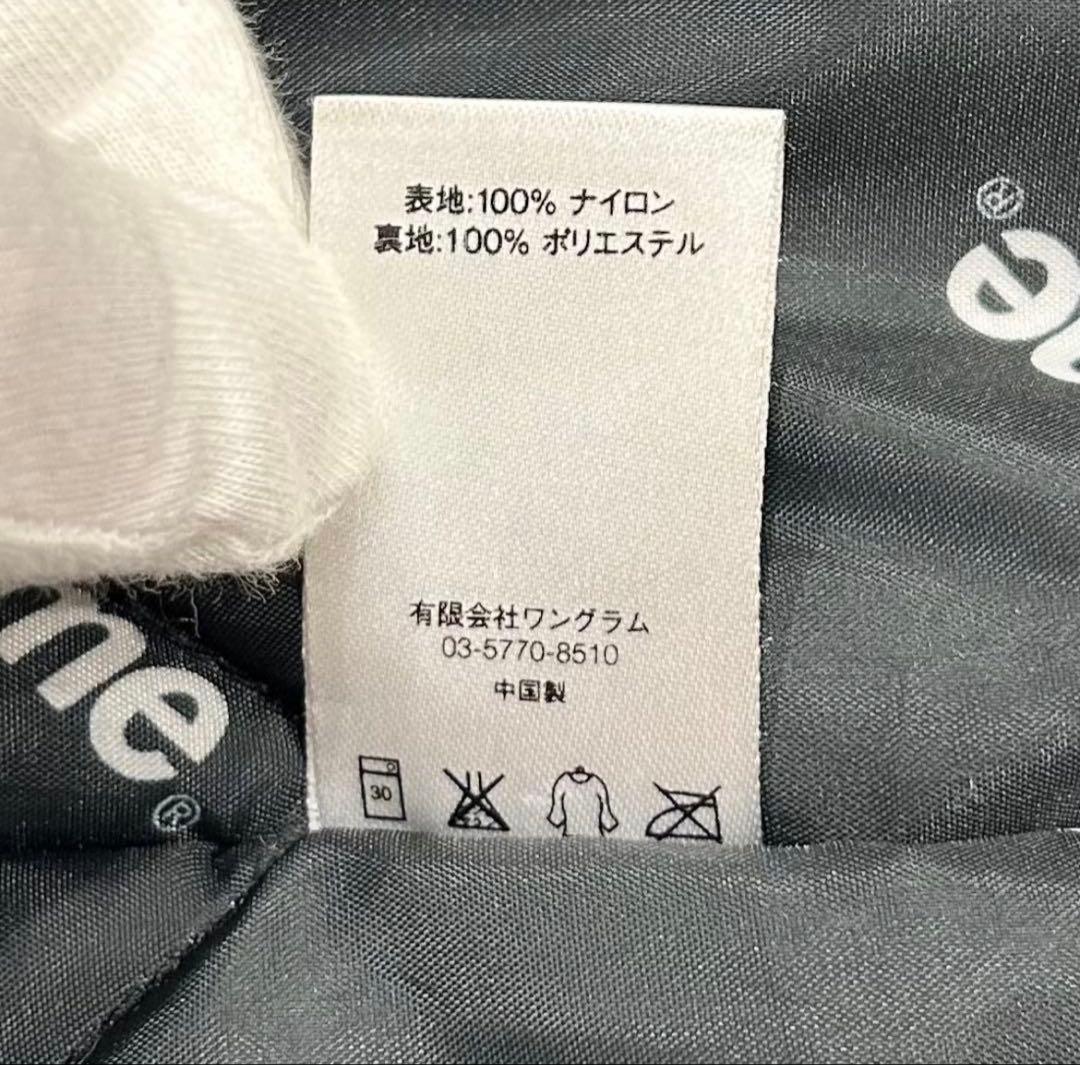 表地:100% ナイロン
裏地:100% ポリエステル
有限会社ワングラム
03-5770-8510
中国製
30
®
ne
®